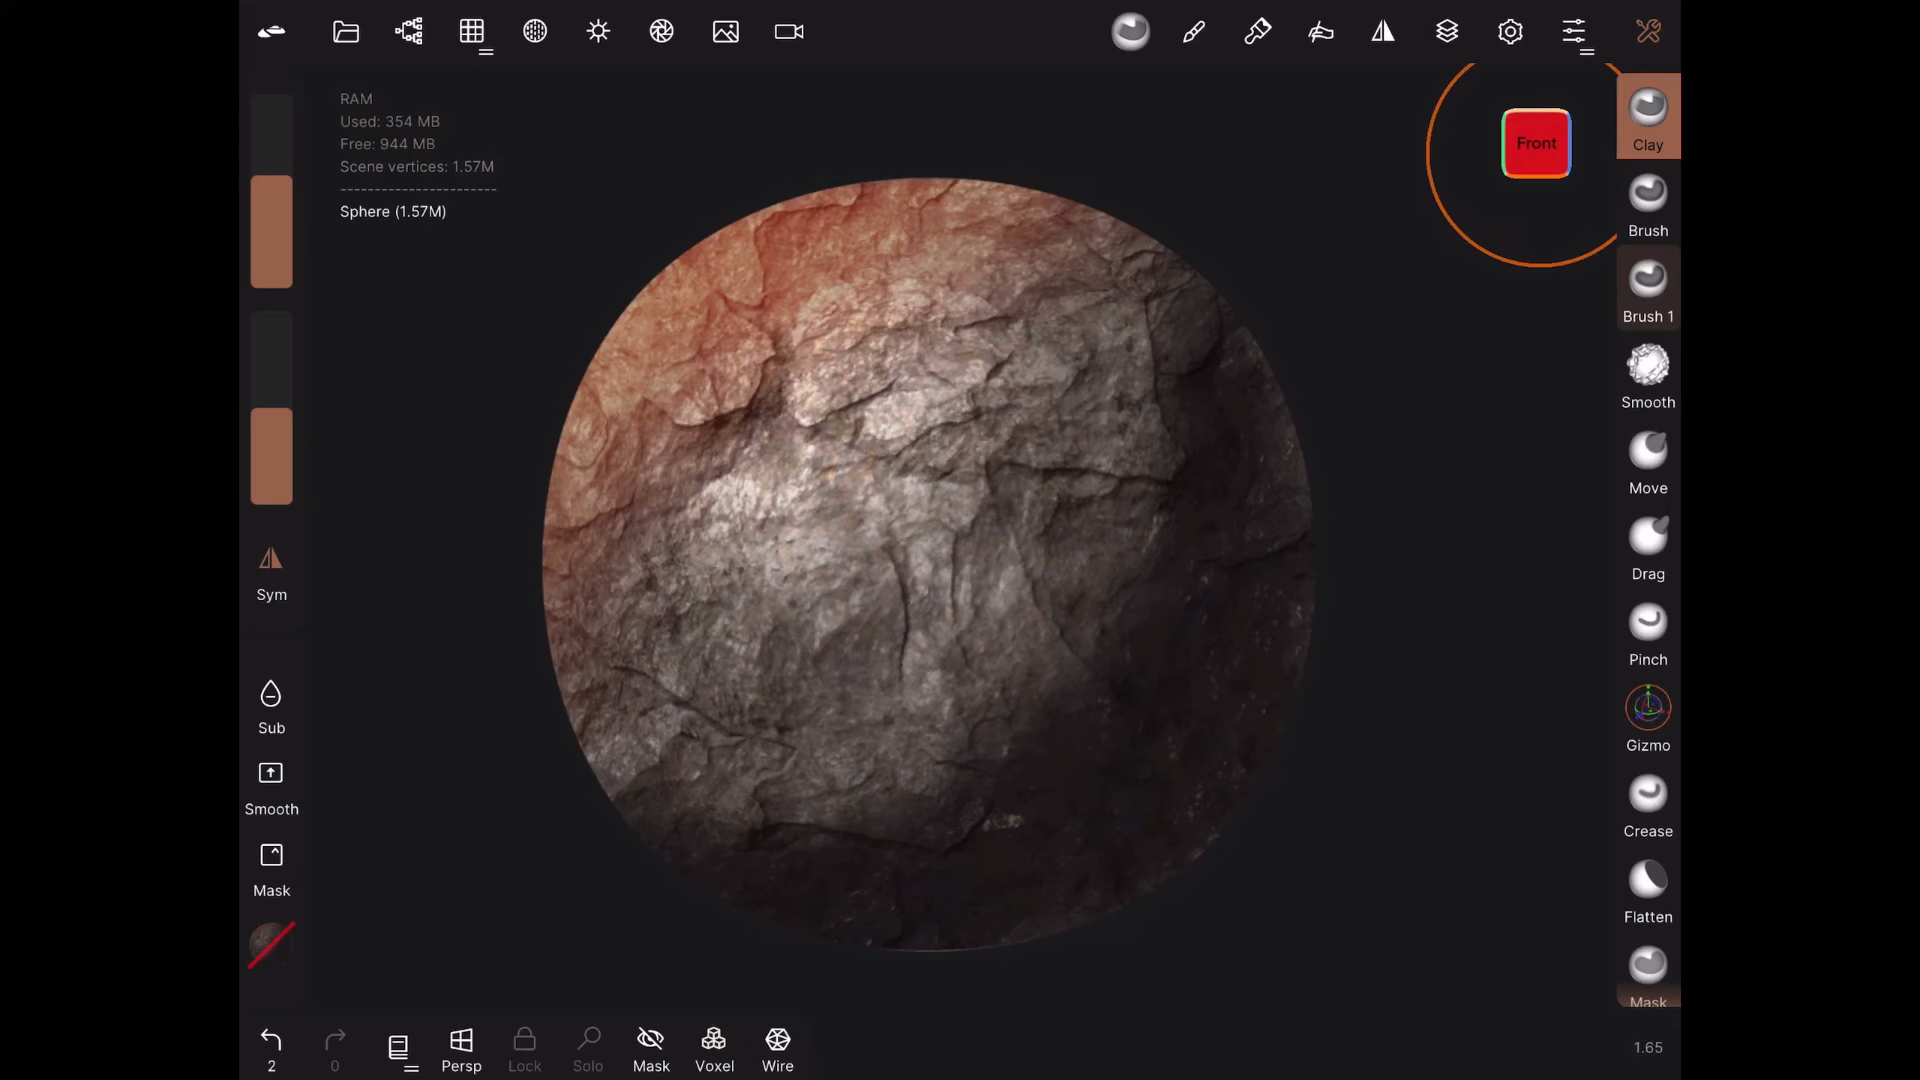 RAM
Used: 354 MB
Free: 944 MB
Scene vertices: 1.57M
-----------------------
Sphere (1.57M)
Front
Clay
Brush
Brush 1
Smooth
Move
Drag
Pinch
Gizmo
Crease
Flatten
Mask
Sym
Sub
Smooth
Mask
2
0
Persp
Lock
Solo
Mask
Voxel
Wire
1.65